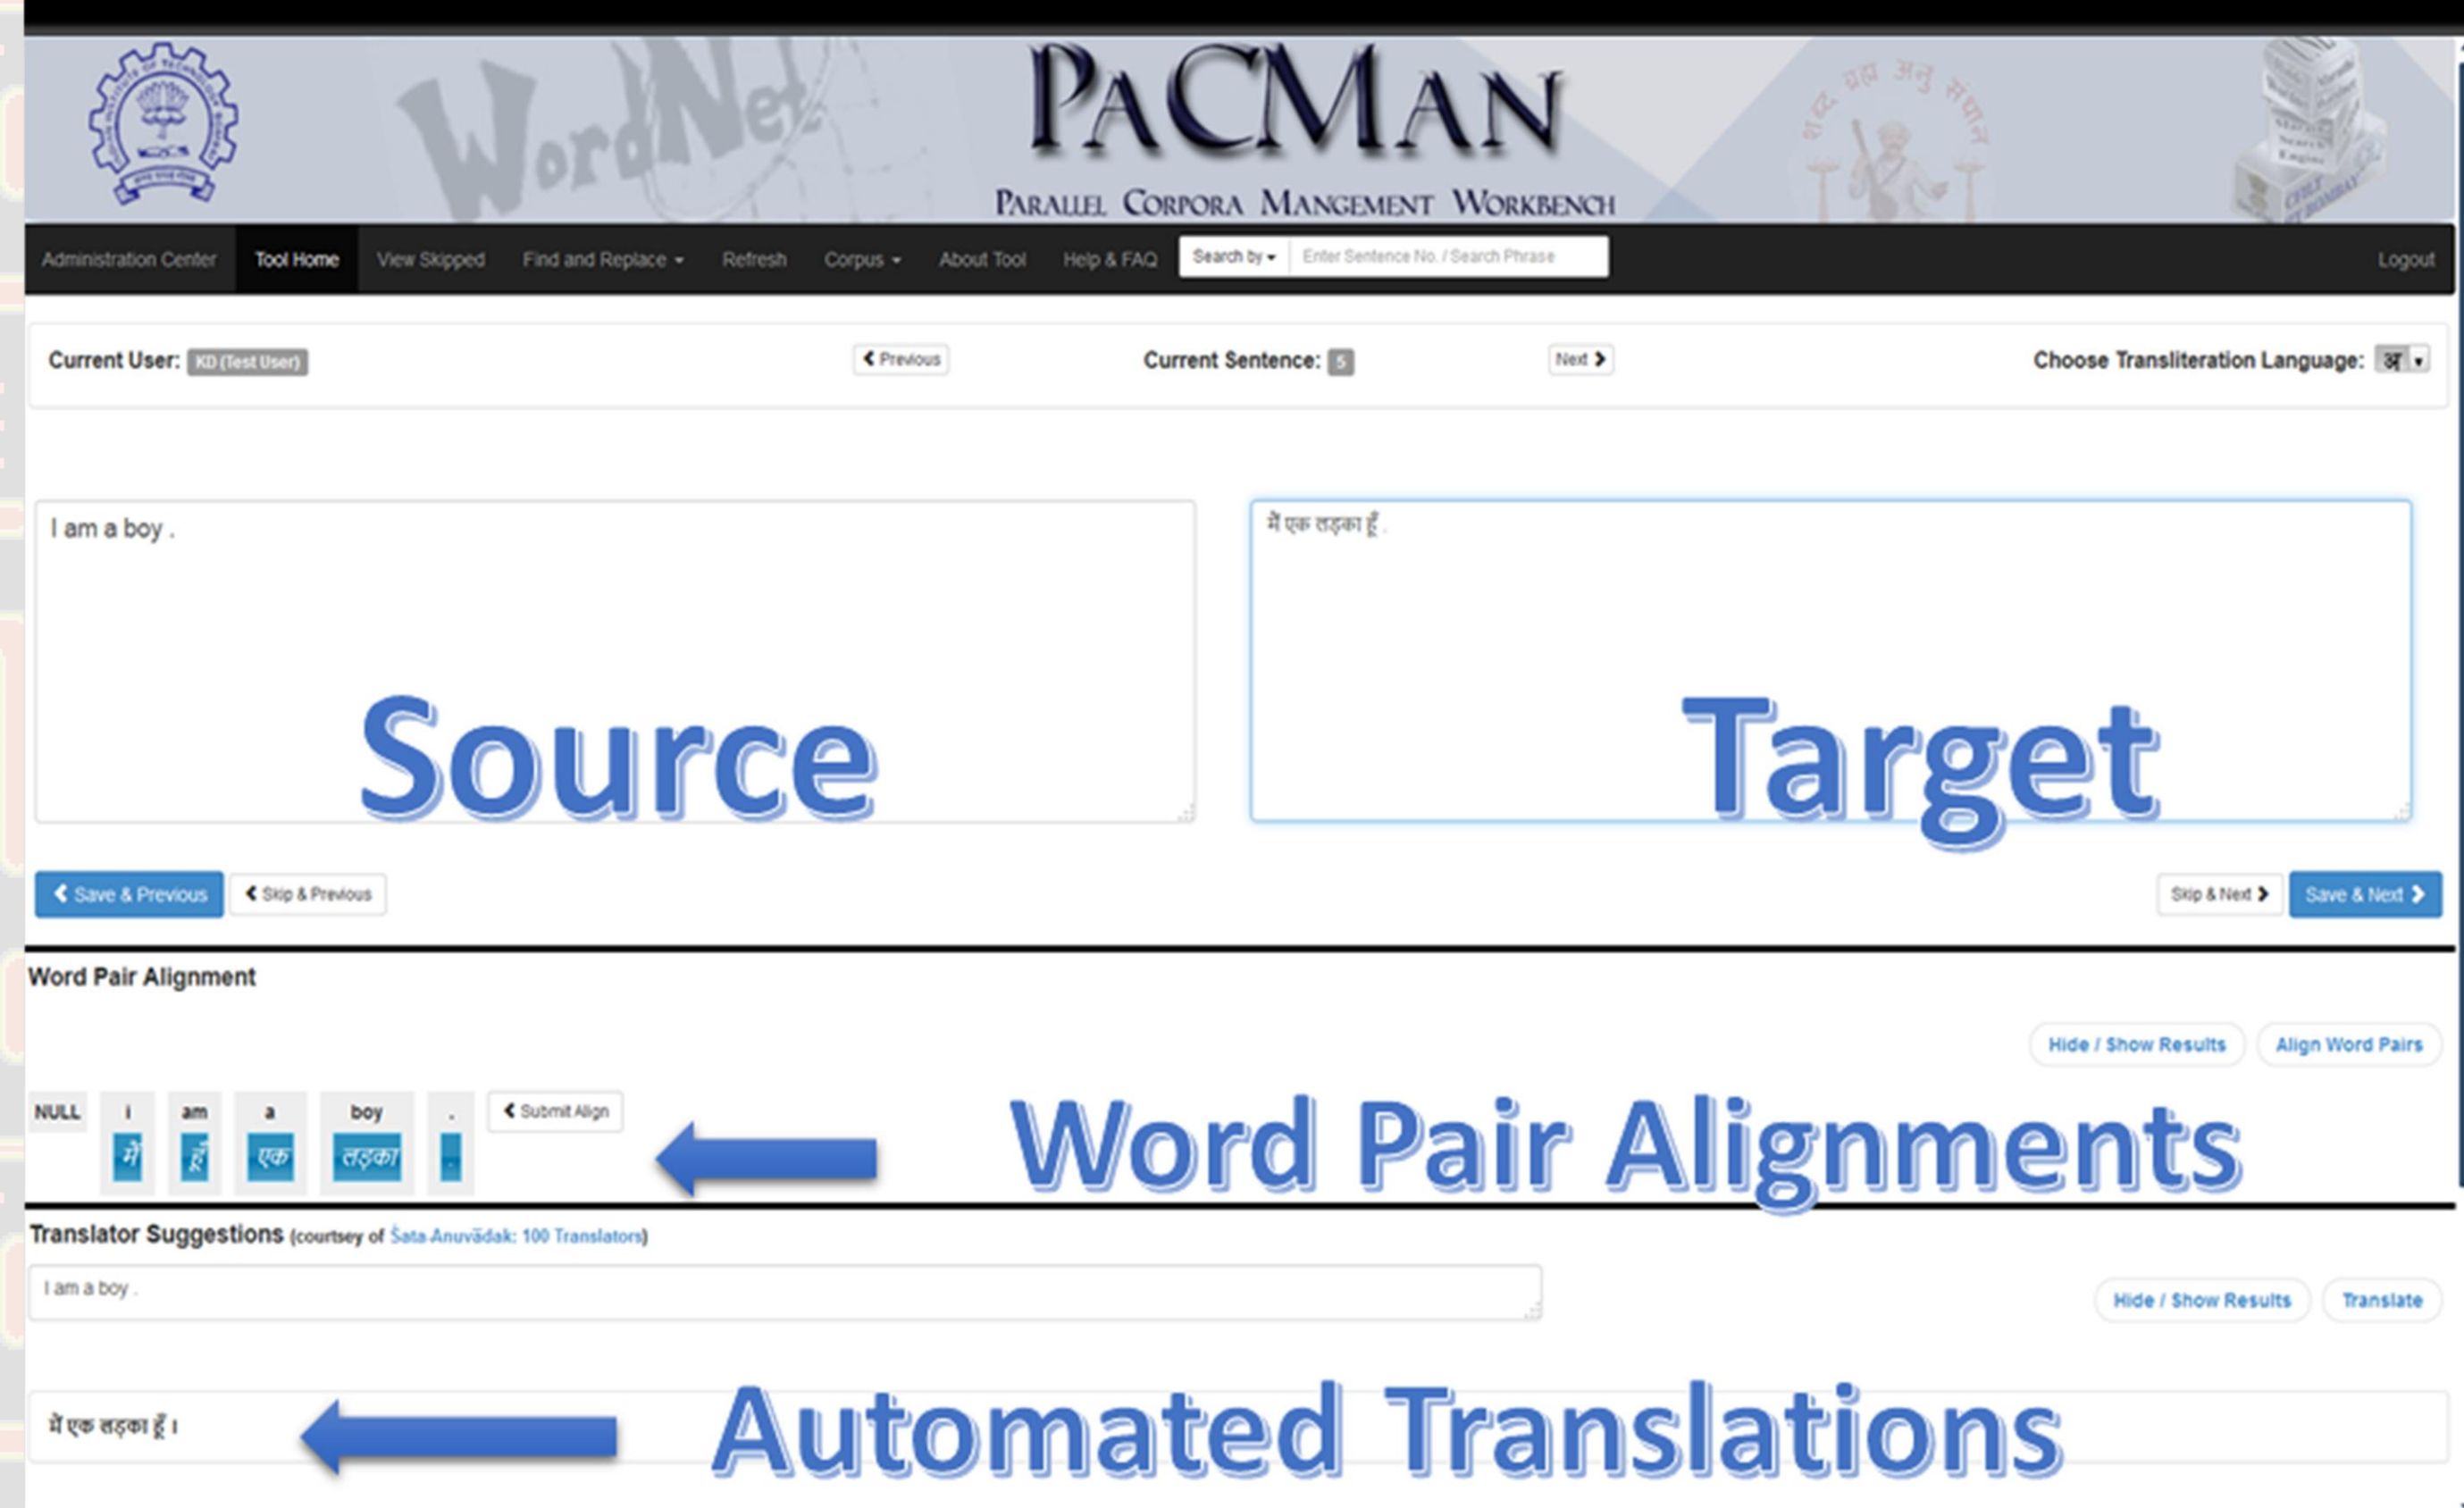 WordNet
PACMAN
PARALLEL CORPORA MANGEMENT WORKBENCH
शब्द ब्रह्म अनु संधान
Administration Center Tool Home View Skipped Find and Replace Refresh Corpus About Tool Help & FAQ Search by Enter Sentence No. / Search Phrase Logout
Current User: KD (Test User) Previous Current Sentence: 5 Next Choose Transliteration Language: अ
I am a boy .
में एक लड़का हूँ .
Source
Target
Save & Previous Skip & Previous Skip & Next Save & Next
Word Pair Alignment
Hide / Show Results Align Word Pairs
NULL i am a boy . Submit Align
में हूँ एक लड़का .
Word Pair Alignments
Translator Suggestions (courtsey of Śata-Anuvādak: 100 Translators)
I am a boy .
Hide / Show Results Translate
में एक लड़का हूँ ।
Automated Translations